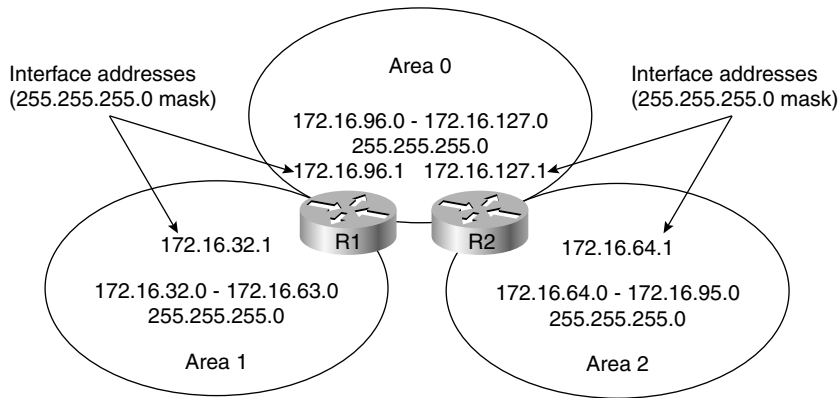 Area 0
Interface addresses
(255.255.255.0 mask)
Interface addresses
(255.255.255.0 mask)
172.16.96.0 - 172.16.127.0
255.255.255.0
172.16.96.1 172.16.127.1
R1
R2
172.16.32.1
172.16.32.0 - 172.16.63.0
255.255.255.0
Area 1
172.16.64.1
172.16.64.0 - 172.16.95.0
255.255.255.0
Area 2